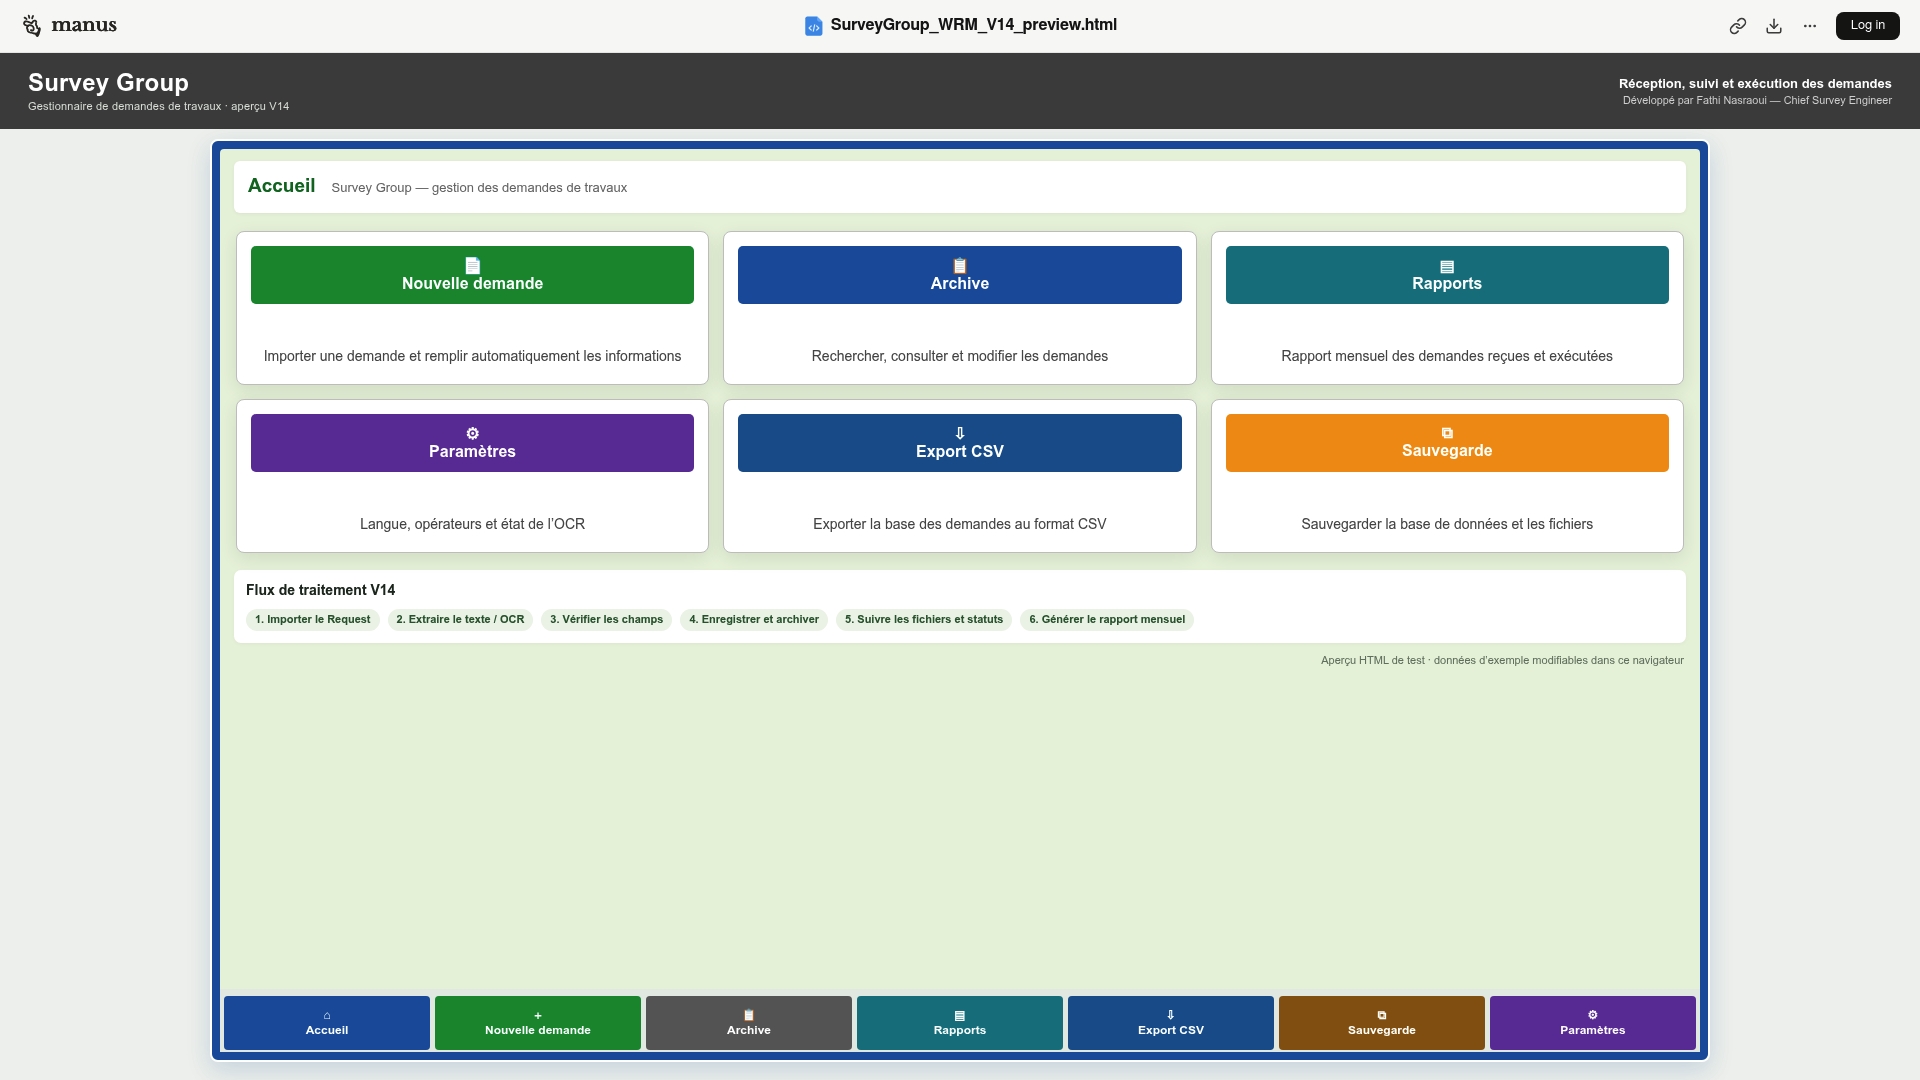 manus
SurveyGroup_WRM_V14_preview.html
Log in
Survey Group
Gestionnaire de demandes de travaux · aperçu V14
Réception, suivi et exécution des demandes
Développé par Fathi Nasraoui — Chief Survey Engineer
Accueil Survey Group — gestion des demandes de travaux
Nouvelle demande
Importer une demande et remplir automatiquement les informations
Archive
Rechercher, consulter et modifier les demandes
Rapports
Rapport mensuel des demandes reçues et exécutées
Paramètres
Langue, opérateurs et état de l’OCR
Export CSV
Exporter la base des demandes au format CSV
Sauvegarde
Sauvegarder la base de données et les fichiers
Flux de traitement V14
1. Importer le Request 2. Extraire le texte / OCR 3. Vérifier les champs 4. Enregistrer et archiver 5. Suivre les fichiers et statuts 6. Générer le rapport mensuel
Aperçu HTML de test · données d’exemple modifiables dans ce navigateur
Accueil
Nouvelle demande
Archive
Rapports
Export CSV
Sauvegarde
Paramètres